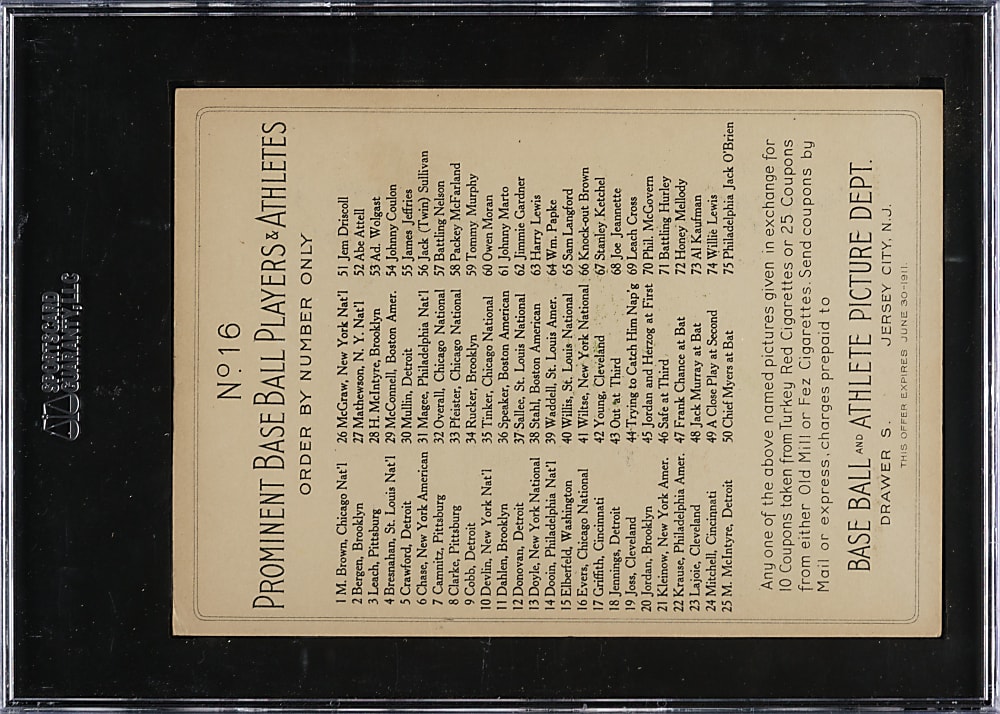 SGC
SPORTSCARD
GUARANTY, LLC
Nº 16
PROMINENT BASE BALL PLAYERS & ATHLETES
ORDER BY NUMBER ONLY
1 M. Brown, Chicago Nat'l
2 Bergen, Brooklyn
3 Leach, Pittsburg
4 Bresnahan, St. Louis Nat'l
5 Crawford, Detroit
6 Chase, New York American
7 Camnitz, Pittsburg
8 Clarke, Pittsburg
9 Cobb, Detroit
10 Devlin, New York Nat'l
11 Dahlen, Brooklyn
12 Donovan, Detroit
13 Doyle, New York National
14 Dooin, Philadelphia Nat'l
15 Elberfeld, Washington
16 Evers, Chicago National
17 Griffith, Cincinnati
18 Jennings, Detroit
19 Joss, Cleveland
20 Jordan, Brooklyn
21 Kleinow, New York Amer.
22 Krause, Philadelphia Amer.
23 Lajoie, Cleveland
24 Mitchell, Cincinnati
25 M. McIntyre, Detroit
26 McGraw, New York Nat'l
27 Mathewson, N. Y. Nat'l
28 H. McIntyre, Brooklyn
29 McConnell, Boston Amer.
30 Mullin, Detroit
31 Magee, Philadelphia Nat'l
32 Overall, Chicago National
33 Pfeister, Chicago National
34 Rucker, Brooklyn
35 Tinker, Chicago National
36 Speaker, Boston American
37 Sallee, St. Louis National
38 Stahl, Boston American
39 Waddell, St. Louis Amer.
40 Willis, St. Louis National
41 Wiltse, New York National
42 Young, Cleveland
43 Out at Third
44 Trying to Catch Him Nap'g
45 Jordan and Herzog at First
46 Safe at Third
47 Frank Chance at Bat
48 Jack Murray at Bat
49 A Close Play at Second
50 Chief Myers at Bat
51 Jem Driscoll
52 Abe Attell
53 Ad. Wolgast
54 Johnny Coulon
55 James Jeffries
56 Jack (Twin) Sullivan
57 Battling Nelson
58 Packey McFarland
59 Tommy Murphy
60 Owen Moran
61 Johnny Marto
62 Jimmie Gardner
63 Harry Lewis
64 Wm. Papke
65 Sam Langford
66 Knock-out Brown
67 Stanley Ketchel
68 Joe Jeannette
69 Leach Cross
70 Phil. McGovern
71 Battling Hurley
72 Honey Mellody
73 Al Kaufman
74 Willie Lewis
75 Philadelphia Jack O'Brien
Any one of the above named pictures given in exchange for
10 Coupons taken from Turkey Red Cigarettes or 25 Coupons
from either Old Mill or Fez Cigarettes. Send coupons by
Mail or express, charges prepaid to
BASE BALL AND ATHLETE PICTURE DEPT.
DRAWER S. JERSEY CITY, N.J.
THIS OFFER EXPIRES JUNE 30-1911.